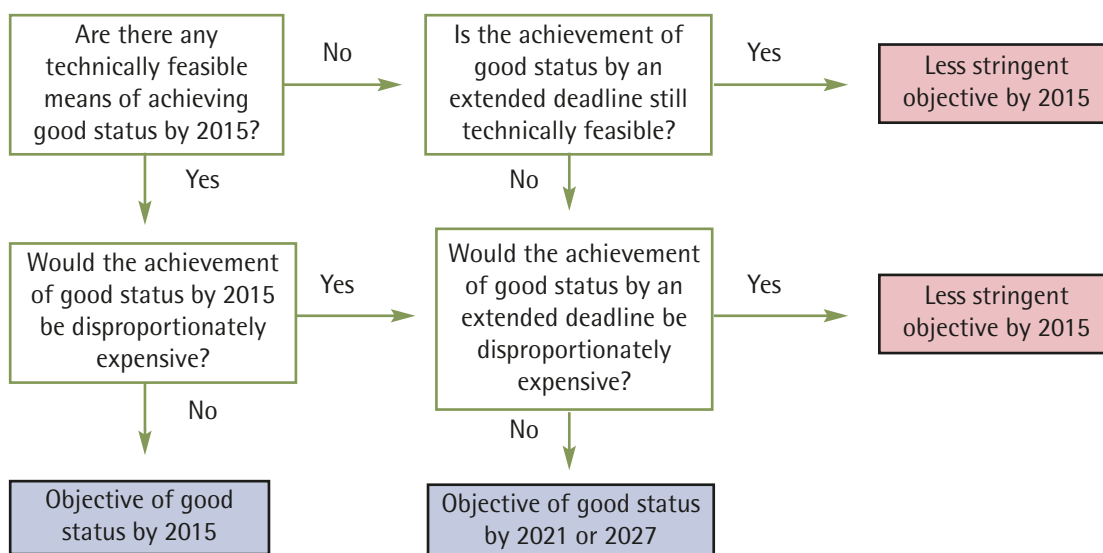 Are there any
technically feasible
means of achieving
good status by 2015?
No
Is the achievement of
good status by an
extended deadline still
technically feasible?
Yes
Less stringent
objective by 2015
Yes
No
Would the achievement
of good status by 2015
be disproportionately
expensive?
Yes
Would the achievement
of good status by an
extended deadline be
disproportionately
expensive?
Yes
Less stringent
objective by 2015
No
No
Objective of good
status by 2015
Objective of good status
by 2021 or 2027